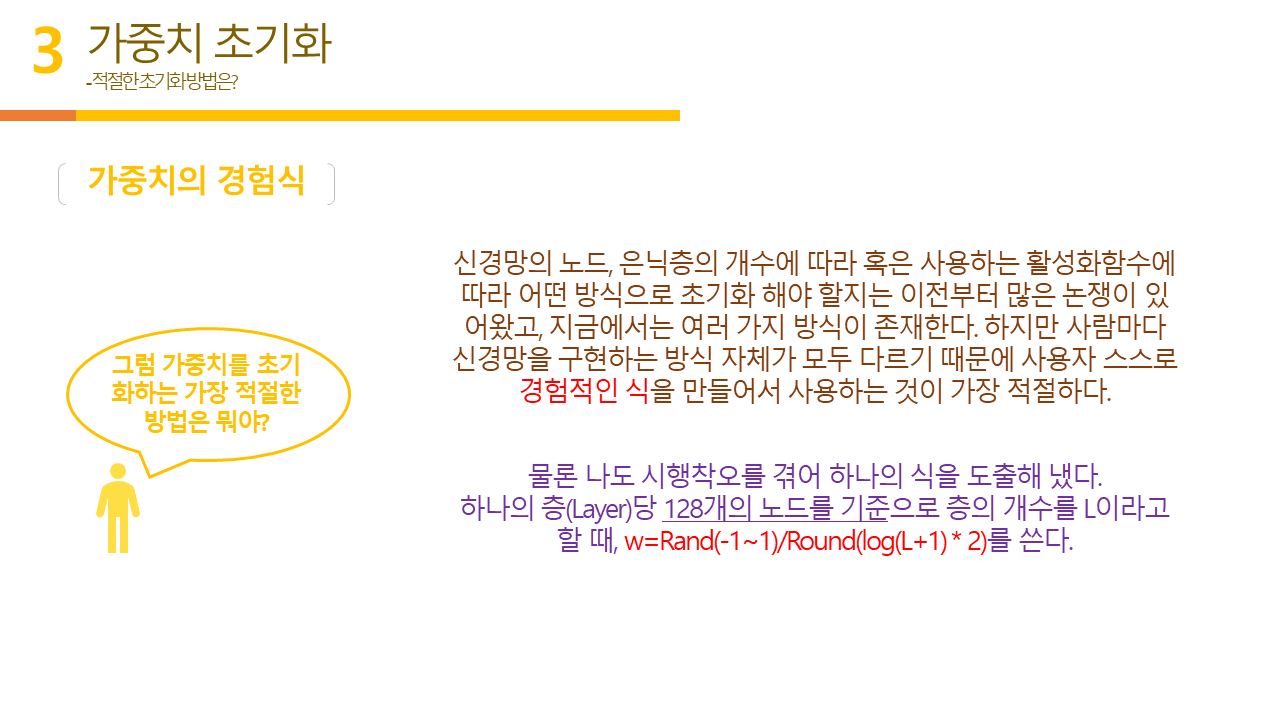 3 가중치 초기화
-적절한 초기화 방법은?
가중치의 경험식
신경망의 노드, 은닉층의 개수에 따라 혹은 사용하는 활성화함수에
따라 어떤 방식으로 초기화 해야 할지는 이전부터 많은 논쟁이 있
어왔고, 지금에서는 여러 가지 방식이 존재한다. 하지만 사람마다
신경망을 구현하는 방식 자체가 모두 다르기 때문에 사용자 스스로
경험적인 식을 만들어서 사용하는 것이 가장 적절하다.
그럼 가중치를 초기
화하는 가장 적절한
방법은 뭐야?
물론 나도 시행착오를 겪어 하나의 식을 도출해 냈다.
하나의 층(Layer)당 128개의 노드를 기준으로 층의 개수를 L이라고
할 때, w=Rand(-1~1)/Round(log(L+1) * 2)를 쓴다.